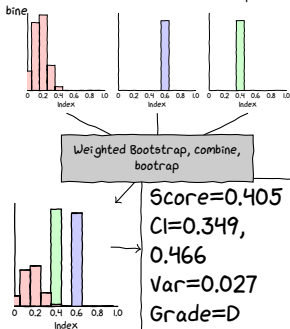 bine
0 0.2 0.4 0.6 0.8 1.0
Index
0 0.2 0.4 0.6 0.8 1.0
Index
0 0.2 0.4 0.6 0.8 1.0
Index
Weighted Bootstrap, combine,
bootrap
Score=0.405
CI=0.349,
0.466
Var=0.027
Grade=D
0 0.2 0.4 0.6 0.8 1.0
Index